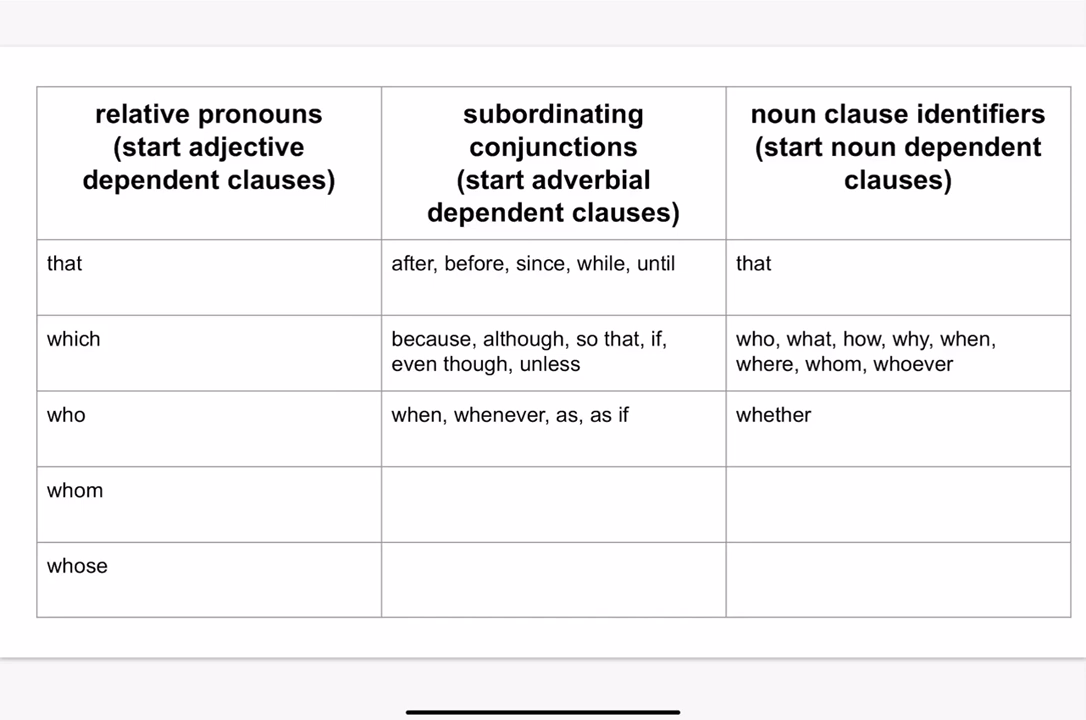 relative pronouns
(start adjective
dependent clauses)
subordinating
conjunctions
(start adverbial
dependent clauses)
noun clause identifiers
(start noun dependent
clauses)
that
after, before, since, while, until
that
which
because, although, so that, if,
even though, unless
who, what, how, why, when,
where, whom, whoever
who
when, whenever, as, as if
whether
whom
whose